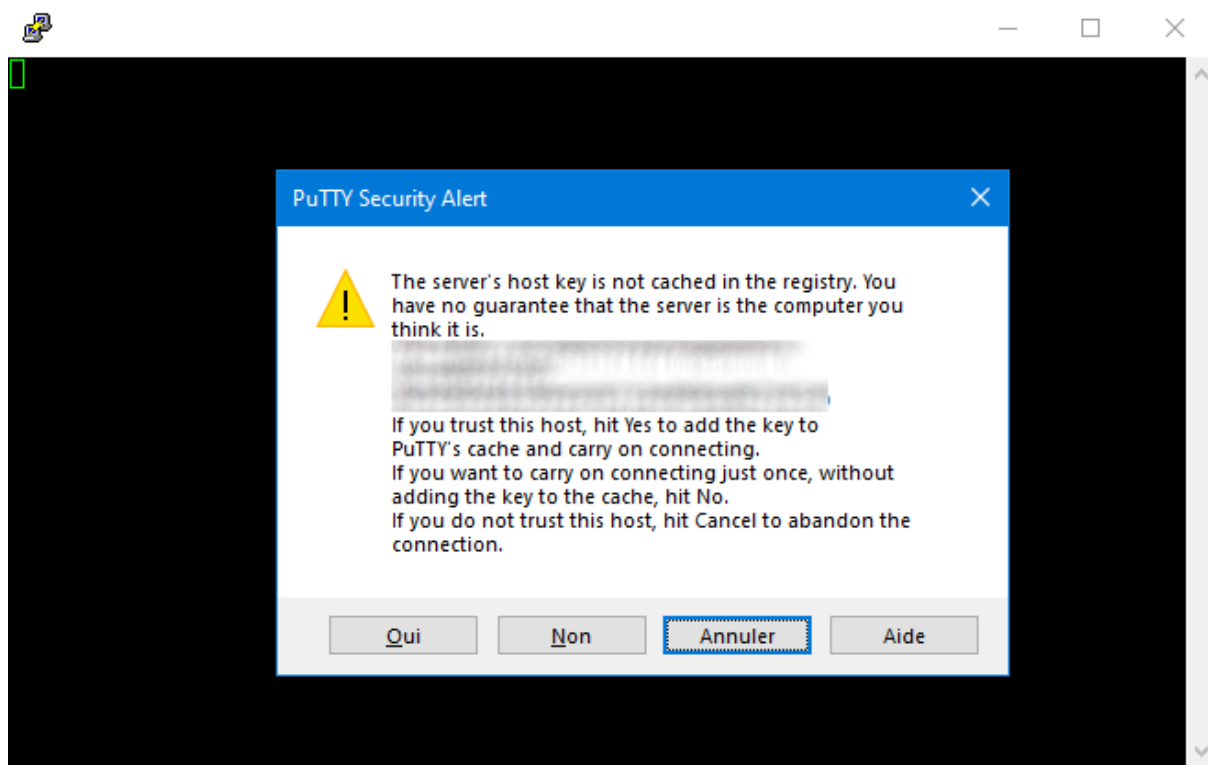 PuTTY Security Alert
The server's host key is not cached in the registry. You
have no guarantee that the server is the computer you
think it is.
If you trust this host, hit Yes to add the key to
PuTTY's cache and carry on connecting.
If you want to carry on connecting just once, without
adding the key to the cache, hit No.
If you do not trust this host, hit Cancel to abandon the
connection.
Oui Non Annuler Aide